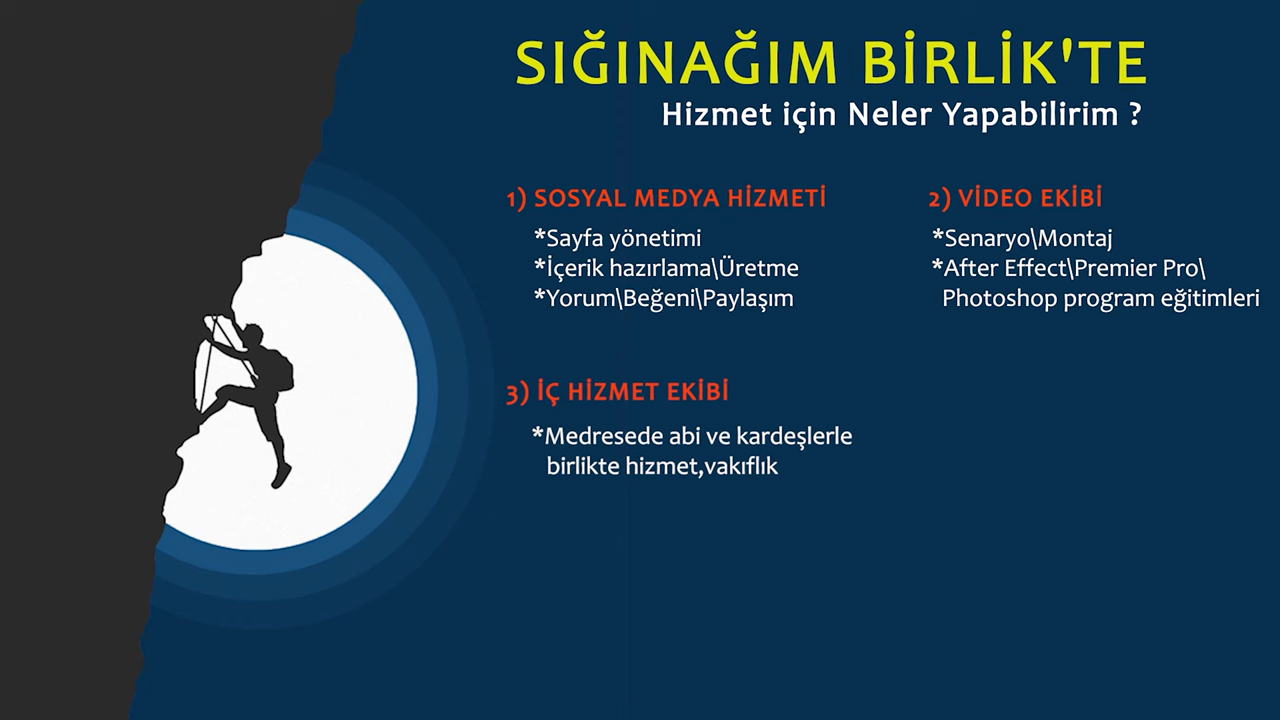 SIĞINAĞIM BİRLİK'TE
Hizmet için Neler Yapabilirim ?
1) SOSYAL MEDYA HİZMETİ
*Sayfa yönetimi
*İçerik hazırlama\Üretme
*Yorum\Beğeni\Paylaşım
2) VİDEO EKİBİ
*Senaryo\Montaj
*After Effect\Premier Pro\
Photoshop program eğitimleri
3) İÇ HİZMET EKİBİ
*Medresede abi ve kardeşlerle
birlikte hizmet,vakıflık